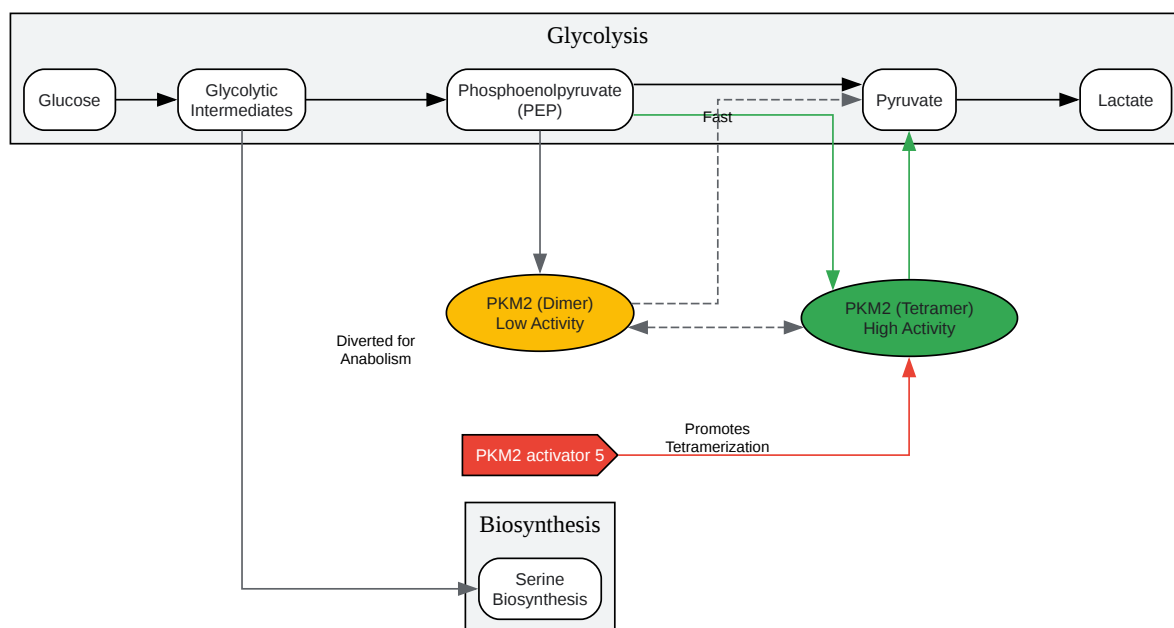 Glycolysis
Glucose
Glycolytic
Intermediates
Phosphoenolpyruvate
(PEP)
Pyruvate
Lactate
Fast
PKM2 (Dimer)
Low Activity
PKM2 (Tetramer)
High Activity
Diverted for
Anabolism
Promotes
Tetramerization
PKM2 activator 5
Biosynthesis
Serine
Biosynthesis